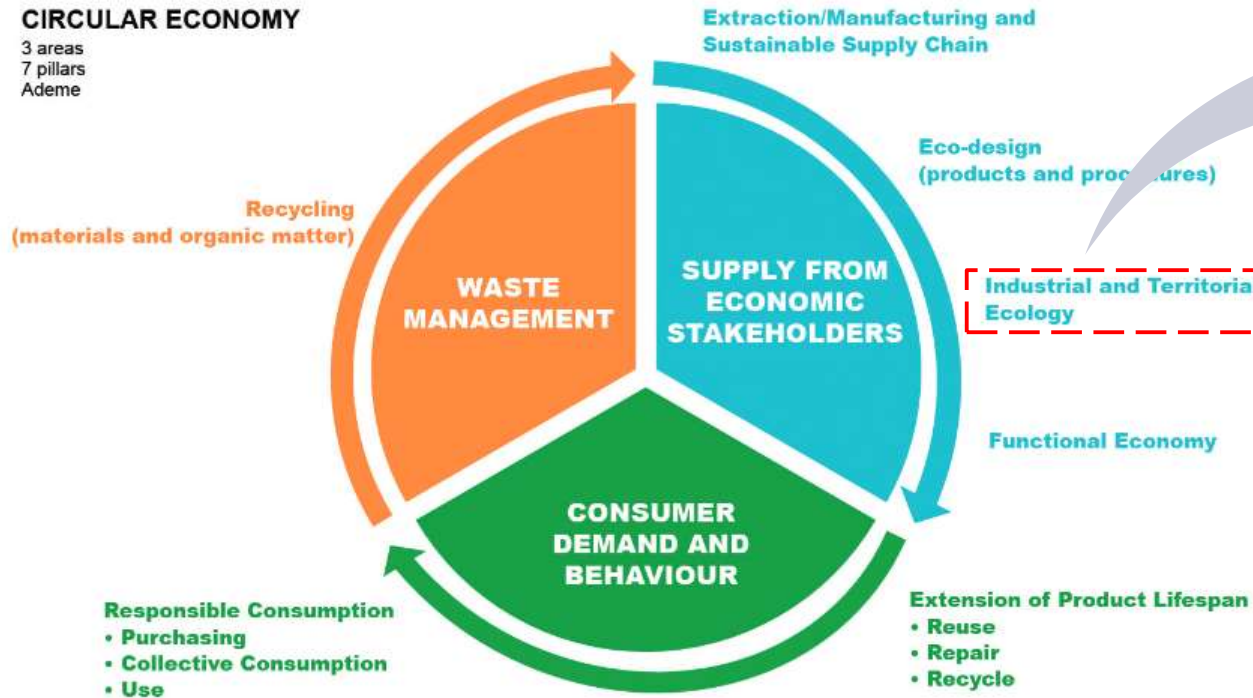 CIRCULAR ECONOMY
3 areas
7 pillars
Ademe
Extraction/Manufacturing and
Sustainable Supply Chain
Eco-design
(products and
Industrial and Territoria
Ecology
Functional Economy
Recycling
(materials and organic matter)
WASTE
MANAGEMENT
SUPPLY FROM
ECONOMIC
STAKEHOLDERS
CONSUMER
DEMAND AND
BEHAVIOUR
Responsible Consumption
• Purchasing
• Collective Consumption
• Use
Extension of Product Lifespan
• Reuse
• Repair
• Recycle